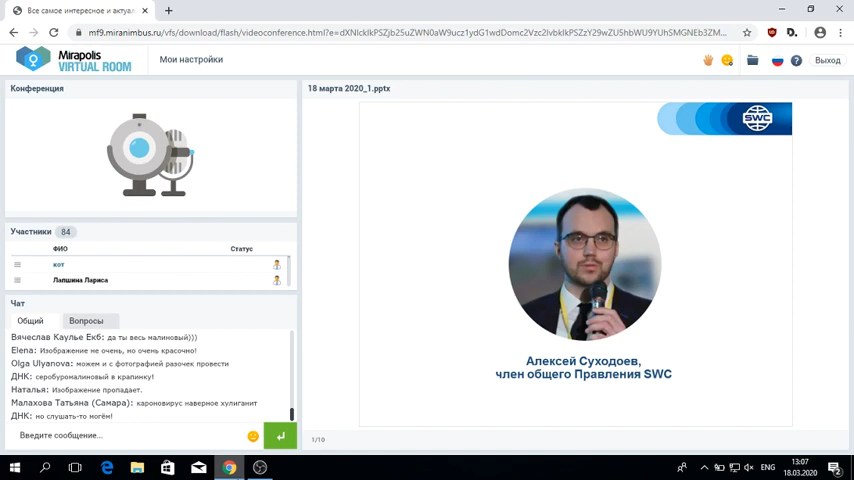 Все самое интересное и актуал
mf9.miranimbus.ru/vfs/download/flash/videoconference.html?e=dXNlcklkPSZjb25uZWN0aW9ucz1ydG1wdDomc2Vzc2lvbklkPSZzY29wZU5hbWU9YUhSMGNEb3ZM...
Mirapolis
VIRTUAL ROOM
Мои настройки
Выход
Конференция
18 марта 2020_1.pptx
SWC
Участники 84
ФИО Статус
кот
Лапшина Лариса
Чат
Общий Вопросы
Вячеслав Каулье Екб: да ты весь малиновый)))
Elena: Изображение не очень, но очень красочно!
Olga Ulyanova: можем и с фотографией разочек провести
ДНК: серобуромалиновый в крапинку!
Наталья: Изображение пропадает.
Малахова Татьяна (Самара): кароновирус наверное хулиганит
ДНК: но слушать-то могём!
Введите сообщение...
Алексей Суходоев,
член общего Правления SWC
1/10
ENG
13:07
18.03.2020
2